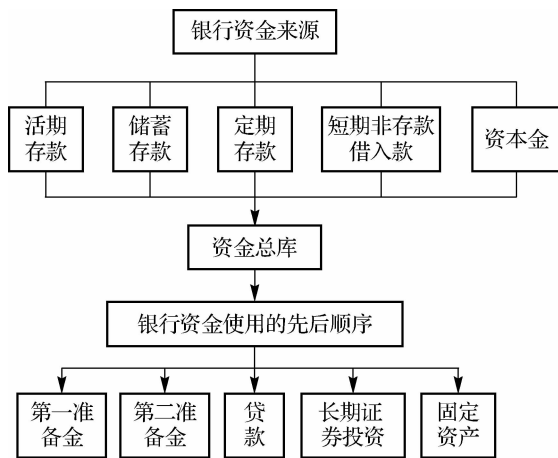 银行资金来源
活期
存款
储蓄
存款
定期
存款
短期非存款
借入款
资本金
资金总库
银行资金使用的先后顺序
第一准
备金
第二准
备金
贷
款
长期证
券投资
固定
资产